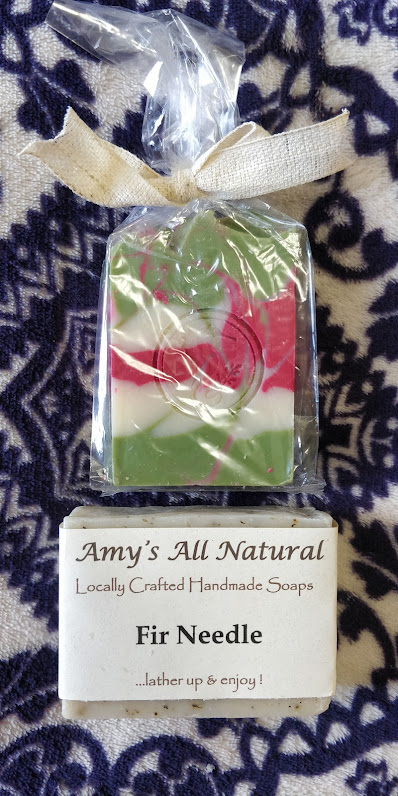 Amy's All Natural
Locally Crafted Handmade Soaps
Fir Needle
...lather up & enjoy !